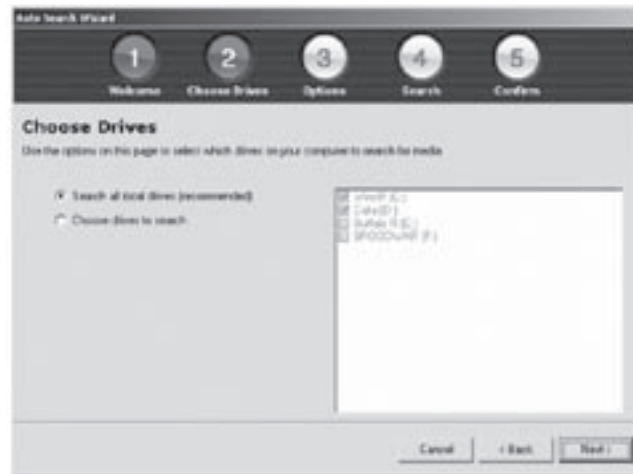 Auto Search Wizard
1 2 3 4 5
Welcome Choose Drives Options Search Confirm
Choose Drives
Use the options on this page to select which drives on your computer to search for media
Search all local drives (recommended)
Choose drives to search
(C:)
Data (D:)
(E:)
BROODWAR (F:)
Cancel < Back Next >